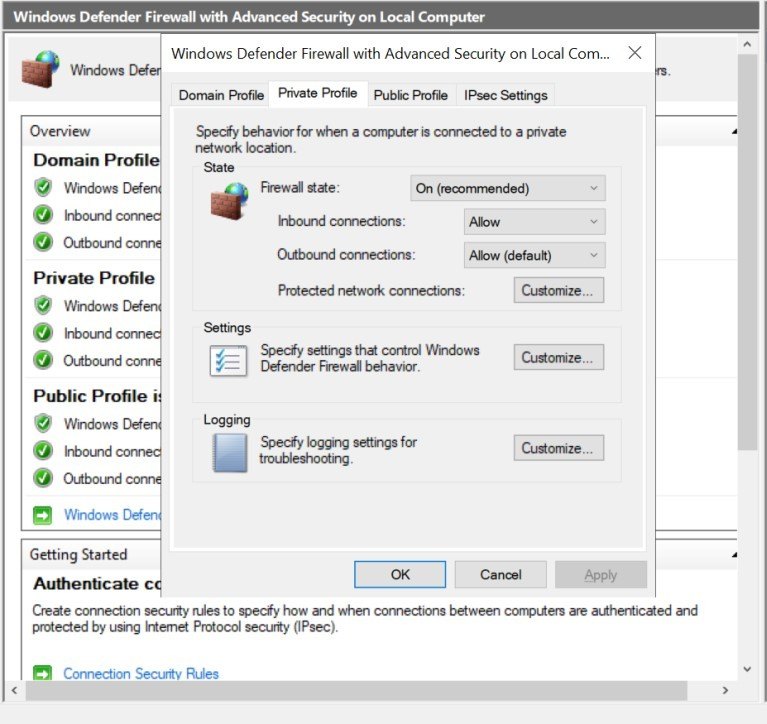 Windows Defender Firewall with Advanced Security on Local Computer
Windows Defender Firewall with Advanced Security on Local Com...
Windows Defer
rs.
Domain Profile
Private Profile
Public Profile
IPsec Settings
Specify behavior for when a computer is connected to a private
network location.
State
Firewall state:
On (recommended)
Inbound connections:
Allow
Outbound connections:
Allow (default)
Protected network connections:
Customize...
Settings
Specify settings that control Windows
Defender Firewall behavior.
Customize...
Logging
Specify logging settings for
troubleshooting.
Customize...
OK
Cancel
Apply
Overview
Domain Profile
Windows Defend
Inbound connec
Outbound conne
Private Profile
Windows Defend
Inbound connec
Outbound conne
Public Profile is
Windows Defend
Inbound connec
Outbound conne
Windows Defend
Getting Started
Authenticate co
Create connection security rules to specify how and when connections between computers are authenticated and
protected by using Internet Protocol security (IPsec).
Connection Security Rules